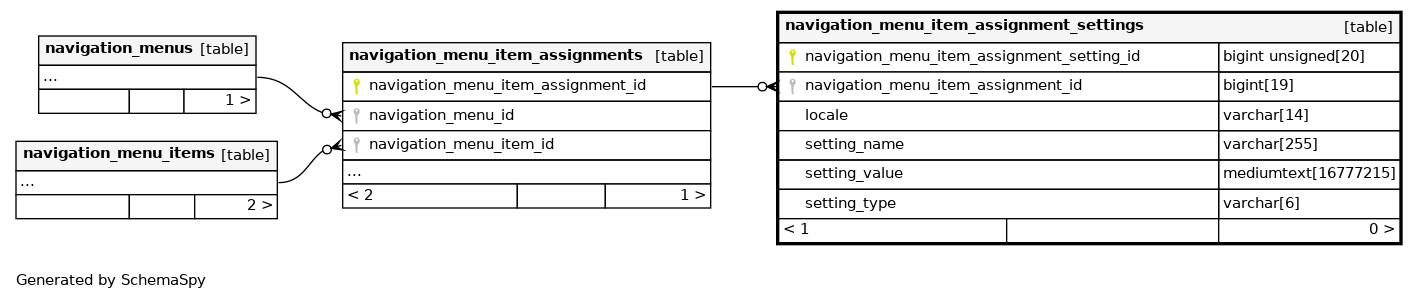 navigation_menus [table]
...
1 >
navigation_menu_items [table]
...
2 >
navigation_menu_item_assignments [table]
navigation_menu_item_assignment_id
navigation_menu_id
navigation_menu_item_id
...
< 2 1 >
navigation_menu_item_assignment_settings [table]
navigation_menu_item_assignment_setting_id bigint unsigned[20]
navigation_menu_item_assignment_id bigint[19]
locale varchar[14]
setting_name varchar[255]
setting_value mediumtext[16777215]
setting_type varchar[6]
< 1 0 >
Generated by SchemaSpy